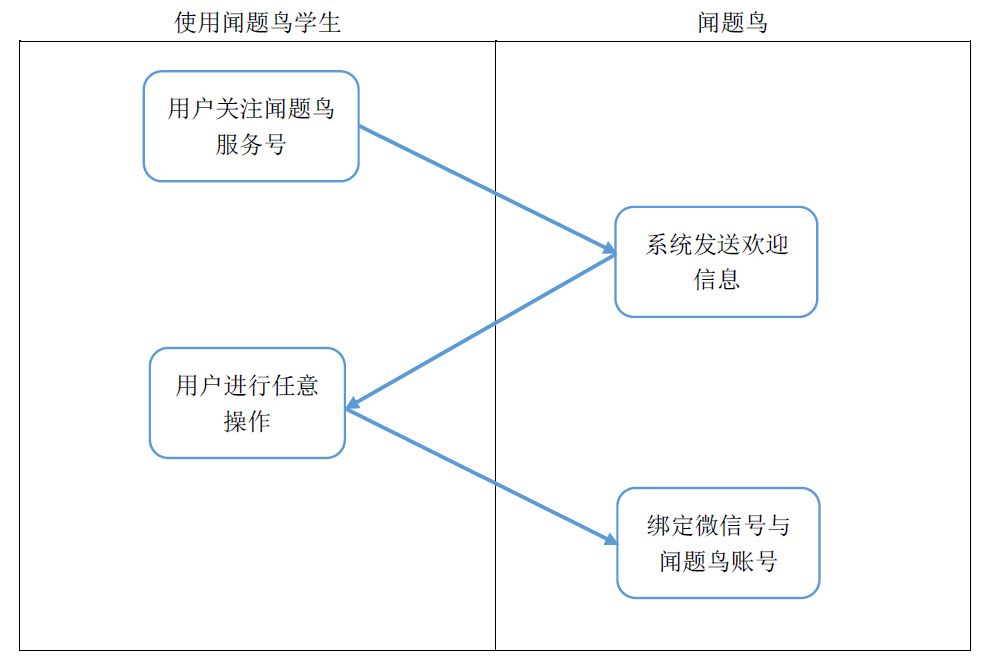 使用闻题鸟学生
闻题鸟
用户关注闻题鸟
服务号
系统发送欢迎
信息
用户进行任意
操作
绑定微信号与
闻题鸟账号